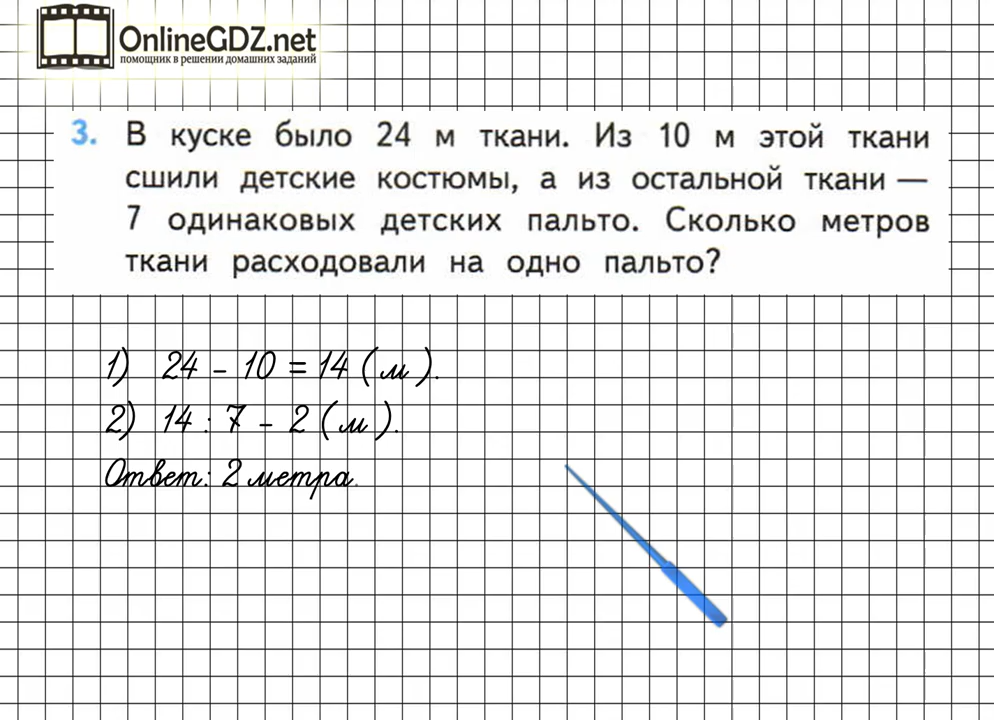 OnlineGDZ.net
помощник в решении домашних заданий
3. В куске было 24 м ткани. Из 10 м этой ткани
сшили детские костюмы, а из остальной ткани —
7 одинаковых детских пальто. Сколько метров
ткани расходовали на одно пальто?
1) 24 - 10 = 14 (м).
2) 14 : 7 - 2 (м).
Ответ: 2 метра.